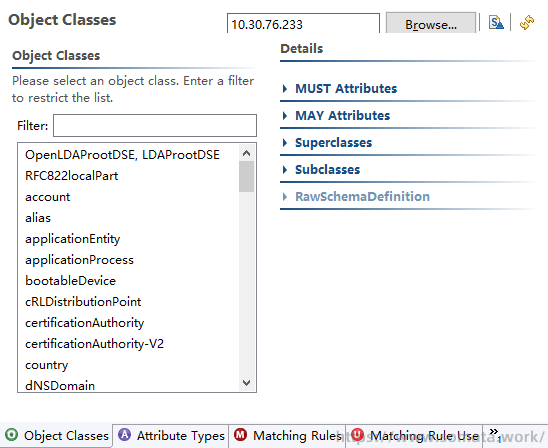 Object Classes
10.30.76.233
Browse...
Object Classes
Details
Please select an object class. Enter a filter
to restrict the list.
Filter:
OpenLDAProotDSE, LDAProotDSE
RFC822localPart
account
alias
applicationEntity
applicationProcess
bootableDevice
cRLDistributionPoint
certificationAuthority
certificationAuthority-V2
country
dNSDomain
MUST Attributes
MAY Attributes
Superclasses
Subclasses
RawSchemaDefinition
Object Classes
Attribute Types
Matching Rules
Matching Rule Use
»1